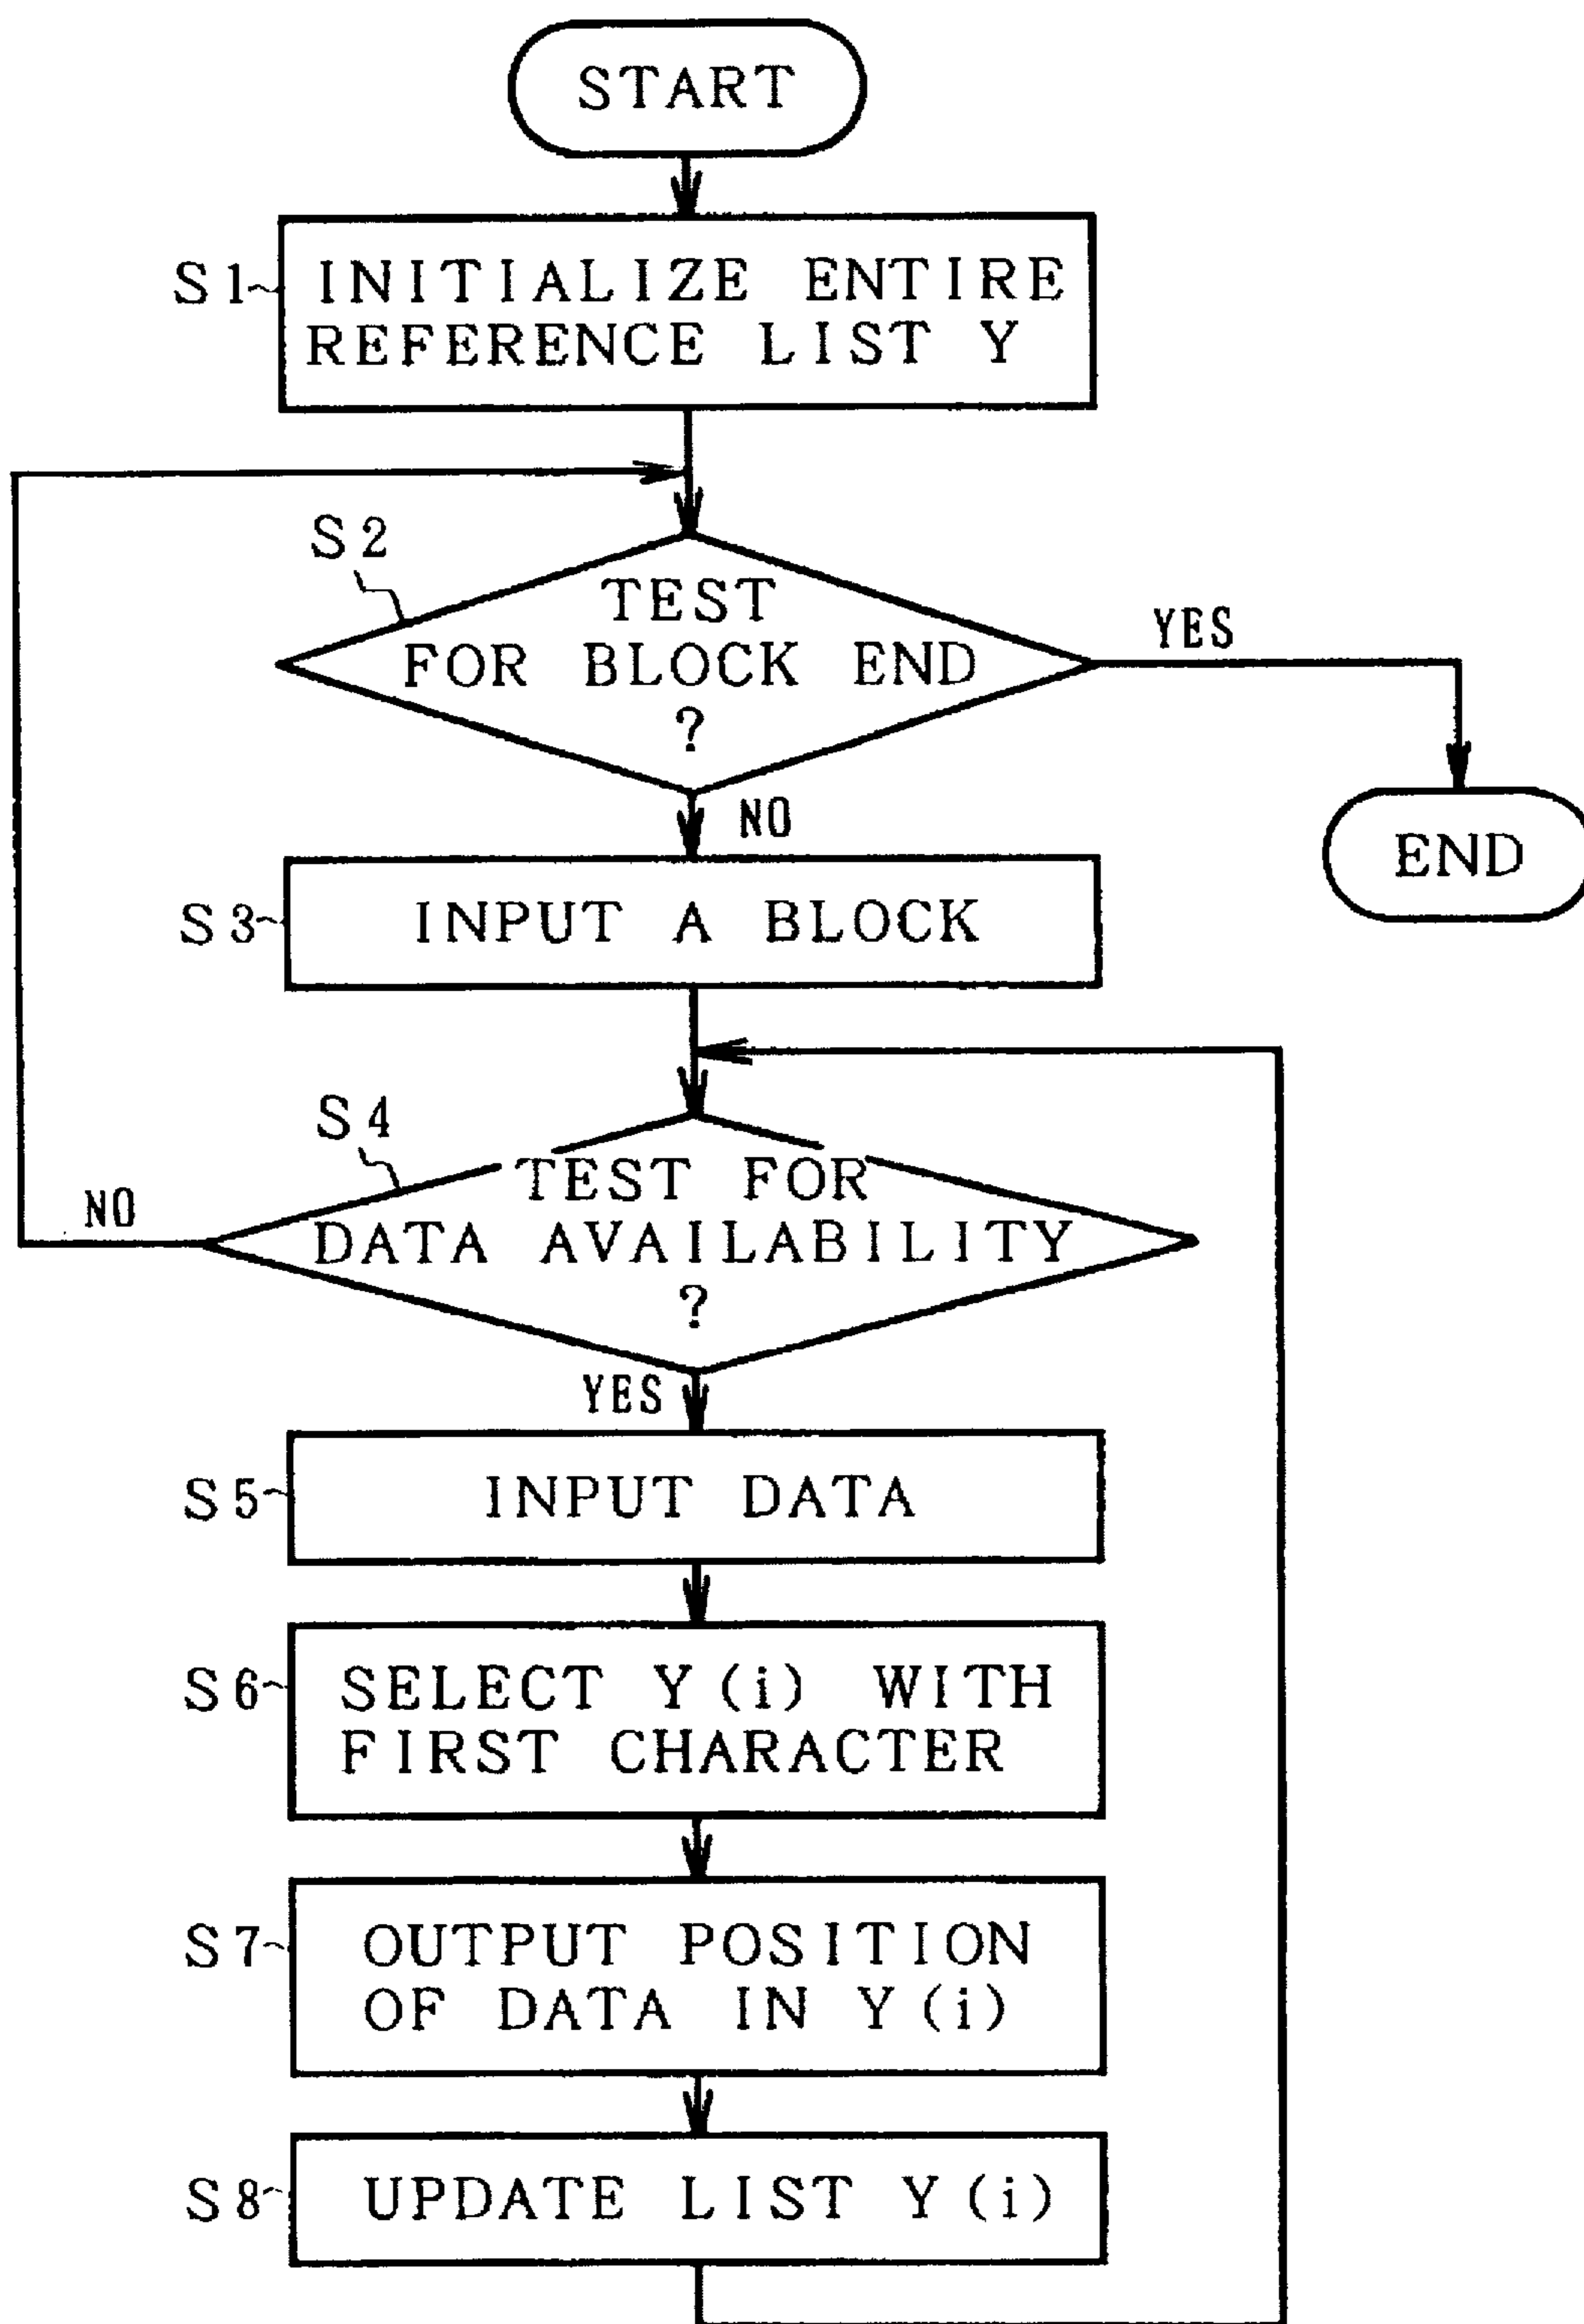 START
S1
INITIALIZE ENTIRE
REFERENCE LIST Y
S2
TEST
FOR BLOCK END
?
YES
NO
END
S3
INPUT A BLOCK
S4
TEST FOR
DATA AVAILABILITY
?
NO
YES
S5
INPUT DATA
S6
SELECT Y(i) WITH
FIRST CHARACTER
S7
OUTPUT POSITION
OF DATA IN Y(i)
S8
UPDATE LIST Y(i)